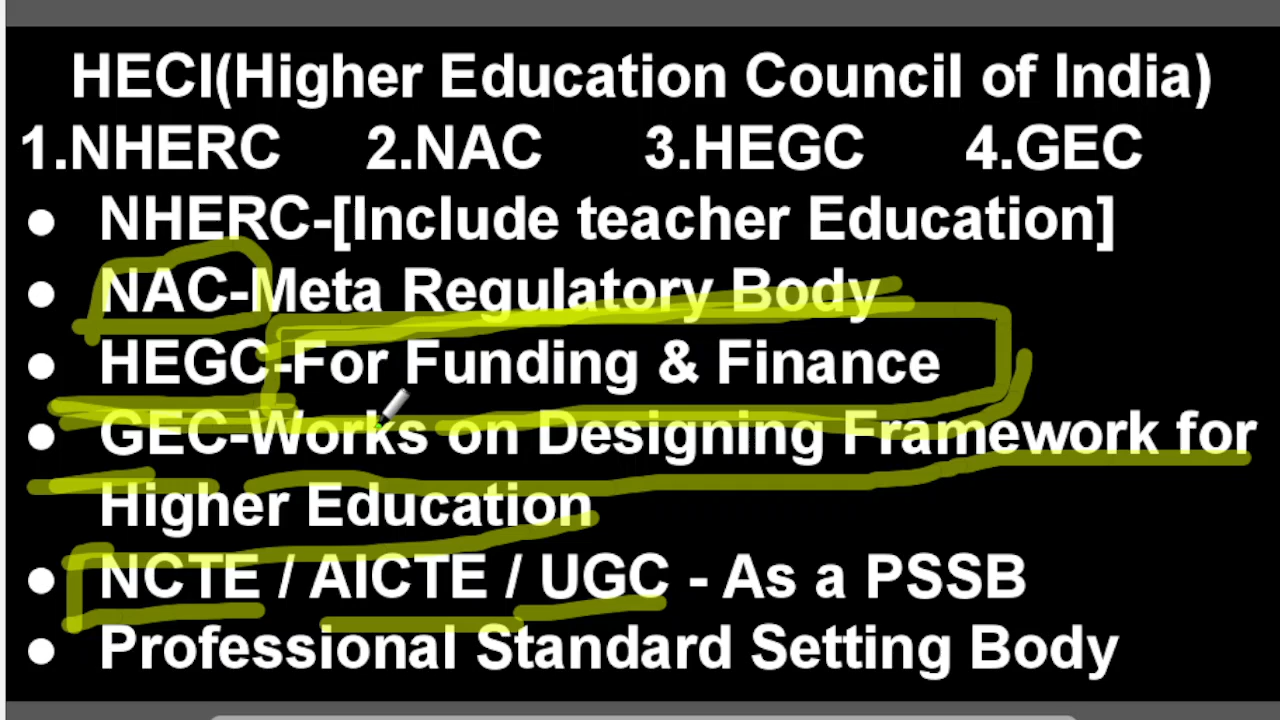 HECI(Higher Education Council of India)
1.NHERC 2.NAC 3.HEGC 4.GEC
● NHERC-[Include teacher Education]
● NAC-Meta Regulatory Body
● HEGC-For Funding & Finance
● GEC-Works on Designing Framework for
Higher Education
● NCTE / AICTE / UGC - As a PSSB
● Professional Standard Setting Body